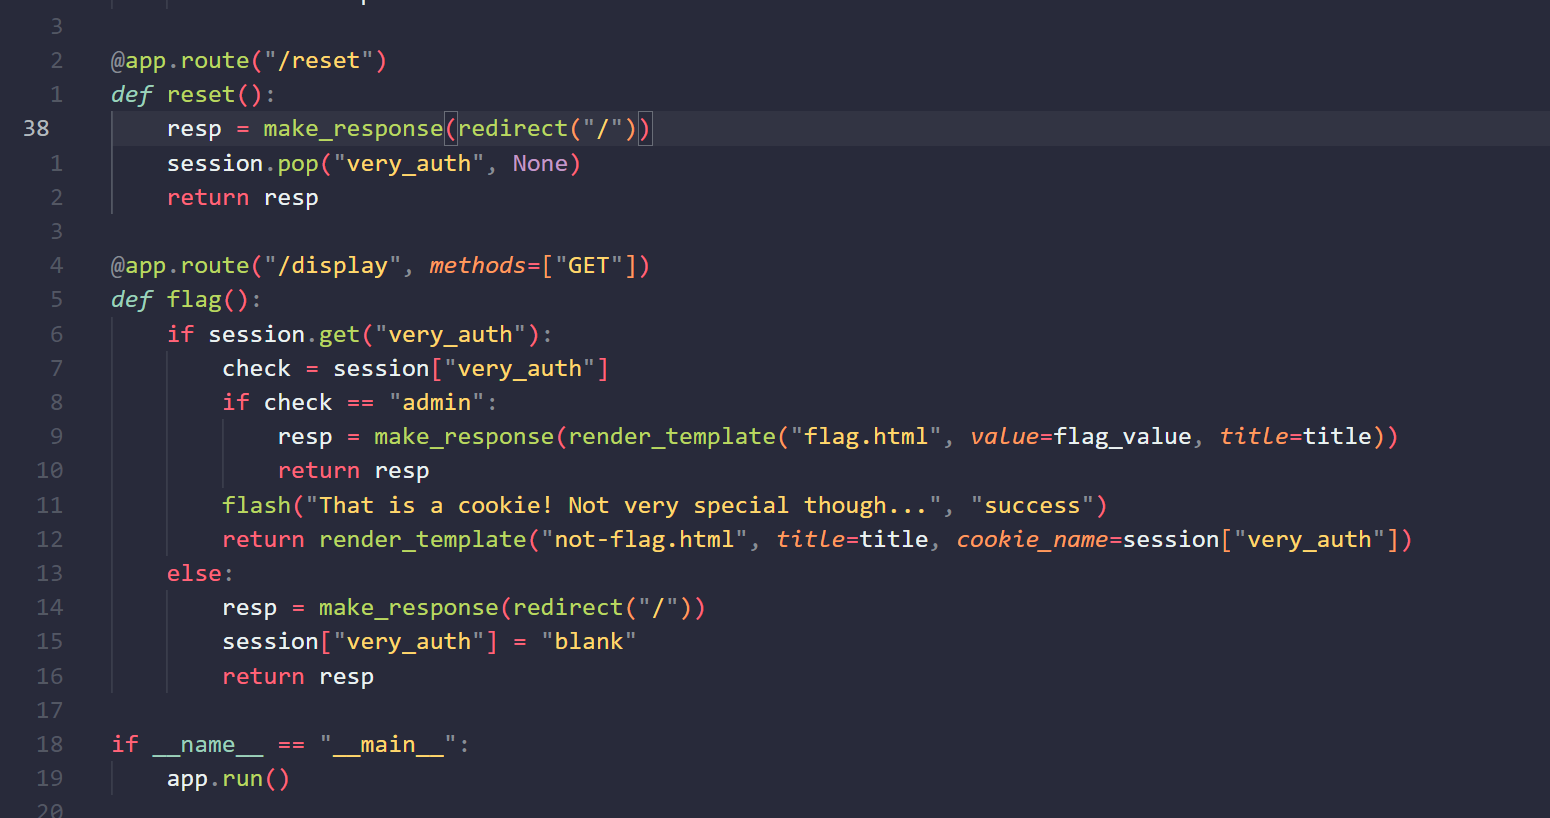 3
2 @app.route("/reset")
1 def reset():
38 resp = make_response(redirect("/"))
1 session.pop("very_auth", None)
2 return resp
3
4 @app.route("/display", methods=["GET"])
5 def flag():
6 if session.get("very_auth"):
7 check = session["very_auth"]
8 if check == "admin":
9 resp = make_response(render_template("flag.html", value=flag_value, title=title))
10 return resp
11 flash("That is a cookie! Not very special though...", "success")
12 return render_template("not-flag.html", title=title, cookie_name=session["very_auth"])
13 else:
14 resp = make_response(redirect("/"))
15 session["very_auth"] = "blank"
16 return resp
17
18 if __name__ == "__main__":
19 app.run()
20